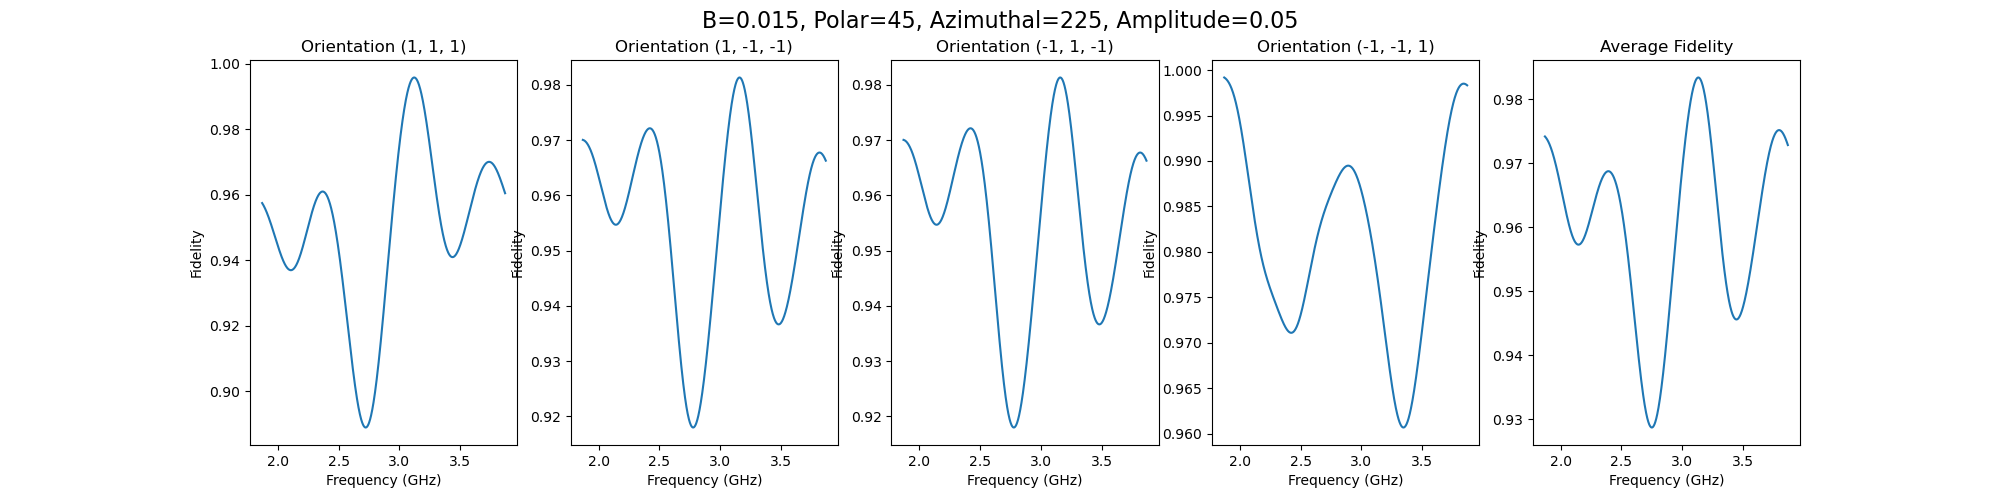 B=0.015, Polar=45, Azimuthal=225, Amplitude=0.05
Orientation (1, 1, 1)
1.00
0.98
0.96
0.94
0.92
0.90
Fidelity
2.0 2.5 3.0 3.5
Frequency (GHz)
Orientation (1, -1, -1)
0.98
0.97
0.96
0.95
0.94
0.93
0.92
Fidelity
2.0 2.5 3.0 3.5
Frequency (GHz)
Orientation (-1, 1, -1)
0.98
0.97
0.96
0.95
0.94
0.93
0.92
Fidelity
2.0 2.5 3.0 3.5
Frequency (GHz)
Orientation (-1, -1, 1)
1.000
0.995
0.990
0.985
0.980
0.975
0.970
0.965
0.960
Fidelity
2.0 2.5 3.0 3.5
Frequency (GHz)
Average Fidelity
0.98
0.97
0.96
0.95
0.94
0.93
Fidelity
2.0 2.5 3.0 3.5
Frequency (GHz)